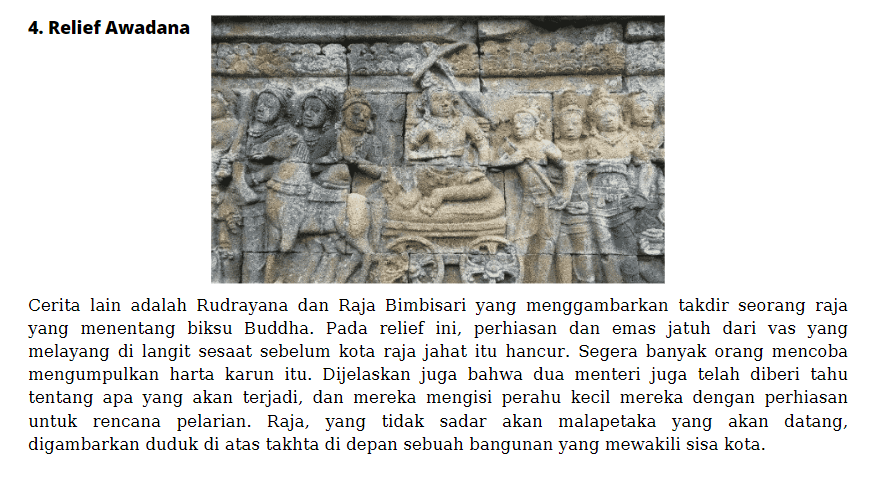 4. Relief Awadana
Cerita lain adalah Rudrayana dan Raja Bimbisari yang menggambarkan takdir seorang raja
yang menentang biksu Buddha. Pada relief ini, perhiasan dan emas jatuh dari vas yang
melayang di langit sesaat sebelum kota raja jahat itu hancur. Segera banyak orang mencoba
mengumpulkan harta karun itu. Dijelaskan juga bahwa dua menteri juga telah diberi tahu
tentang apa yang akan terjadi, dan mereka mengisi perahu kecil mereka dengan perhiasan
untuk rencana pelarian. Raja, yang tidak sadar akan malapetaka yang akan datang,
digambarkan duduk di atas takhta di depan sebuah bangunan yang mewakili sisa kota.